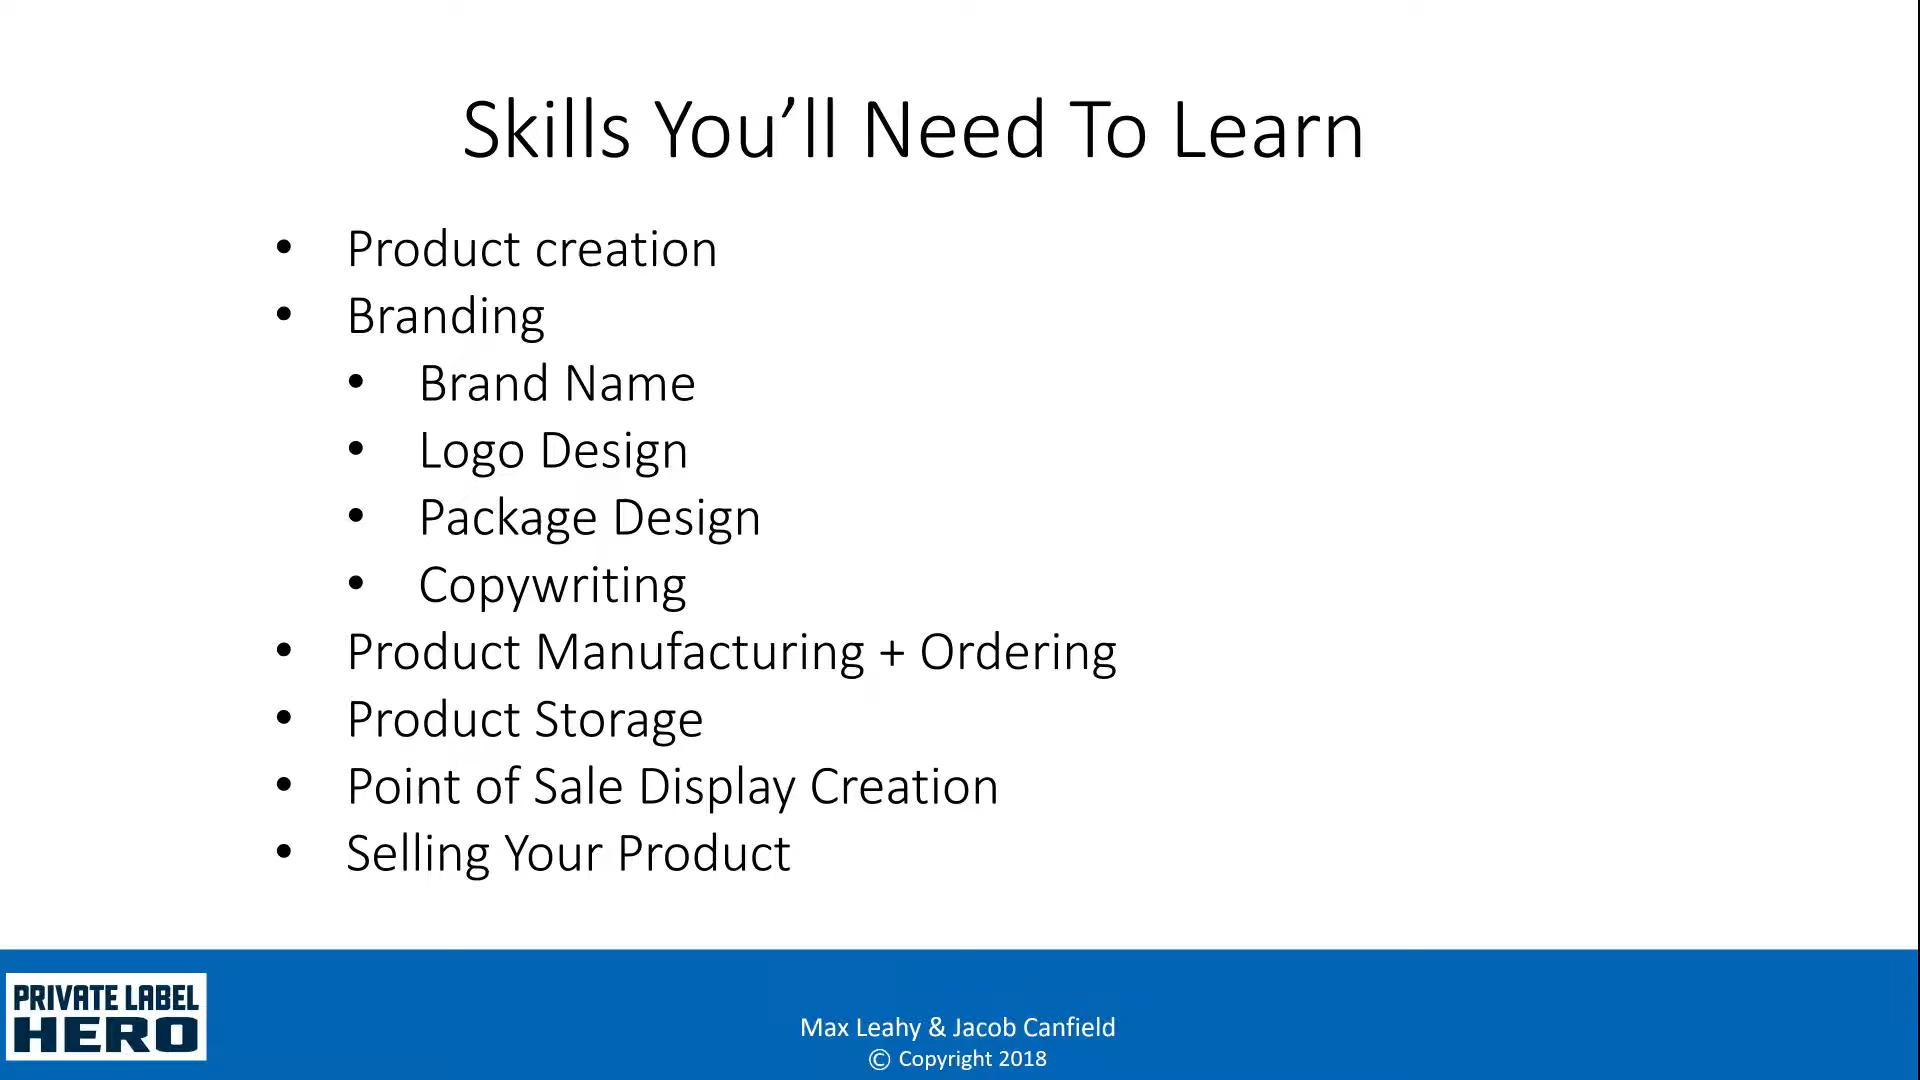 Skills You’ll Need To Learn
• Product creation
• Branding
• Brand Name
• Logo Design
• Package Design
• Copywriting
• Product Manufacturing + Ordering
• Product Storage
• Point of Sale Display Creation
• Selling Your Product
PRIVATE LABEL
HERO
Max Leahy & Jacob Canfield
© Copyright 2018